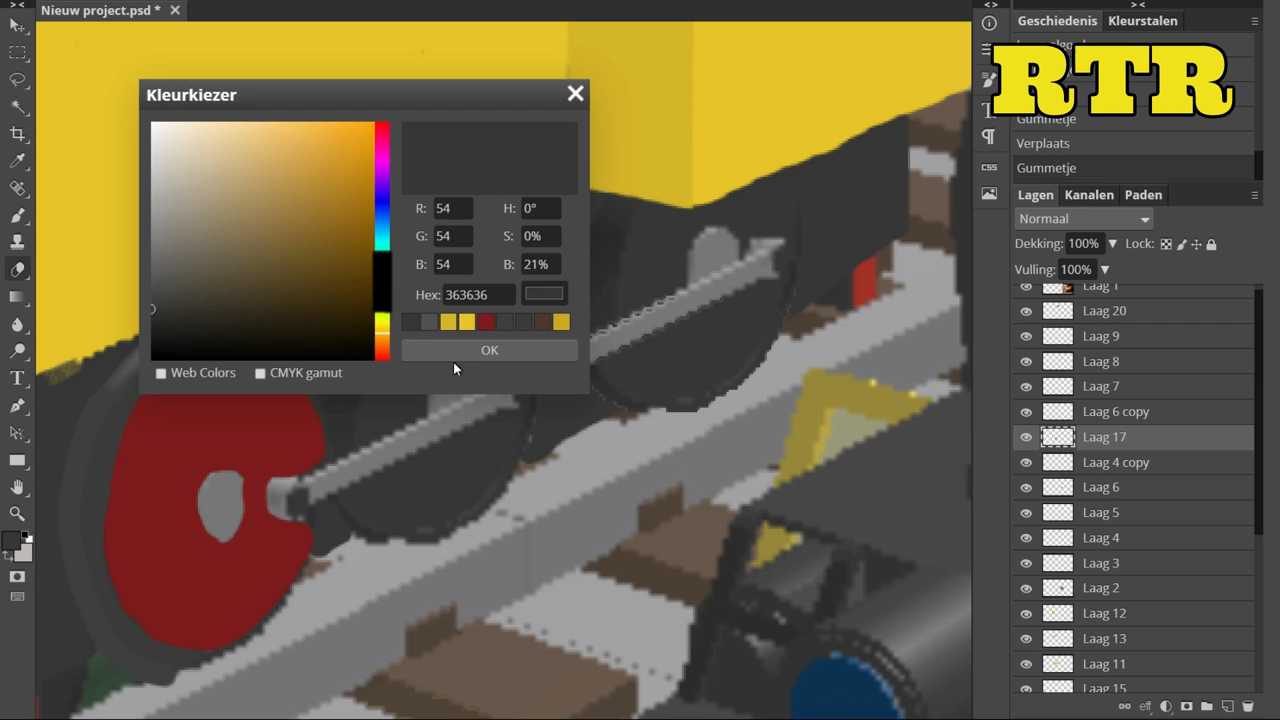 Nieuw project.psd *
Geschiedenis Kleurstalen
RTR
Gummetje
Verplaats
Gummetje
Kleurkiezer
R: 54 H: 0°
G: 54 S: 0%
B: 54 B: 21%
Hex: 363636
OK
Web Colors CMYK gamut
css
Lagen Kanalen Paden
Normaal
Dekking: 100% Lock:
Vulling: 100%
Laag 1
Laag 20
Laag 9
Laag 8
Laag 7
Laag 6 copy
Laag 17
Laag 4 copy
Laag 6
Laag 5
Laag 4
Laag 3
Laag 2
Laag 12
Laag 13
Laag 11
Laag 15
eff